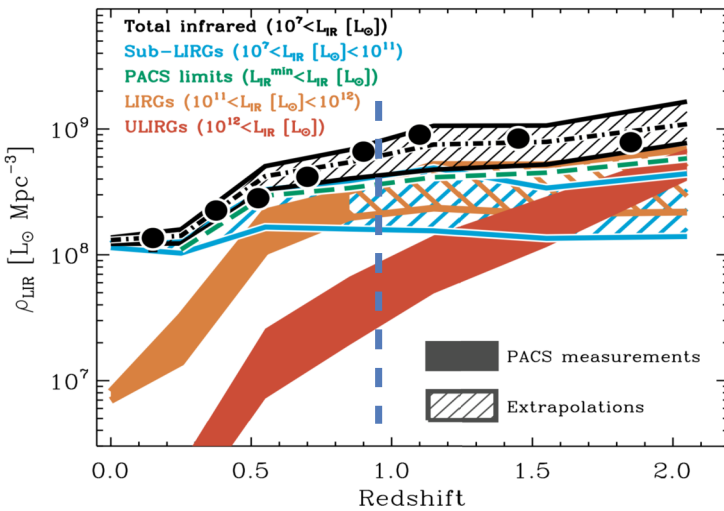 Total infrared (10⁷<L_IR [L⊙])
Sub-LIRGs (10⁷<L_IR [L⊙]<10¹¹)
PACS limits (L_IR^min<L_IR [L⊙])
LIRGs (10¹¹<L_IR [L⊙]<10¹²)
ULIRGs (10¹²<L_IR [L⊙])
10⁹
10⁸
10⁷
ρ_LIR [L⊙ Mpc⁻³]
PACS measurements
Extrapolations
0.0 0.5 1.0 1.5 2.0
Redshift